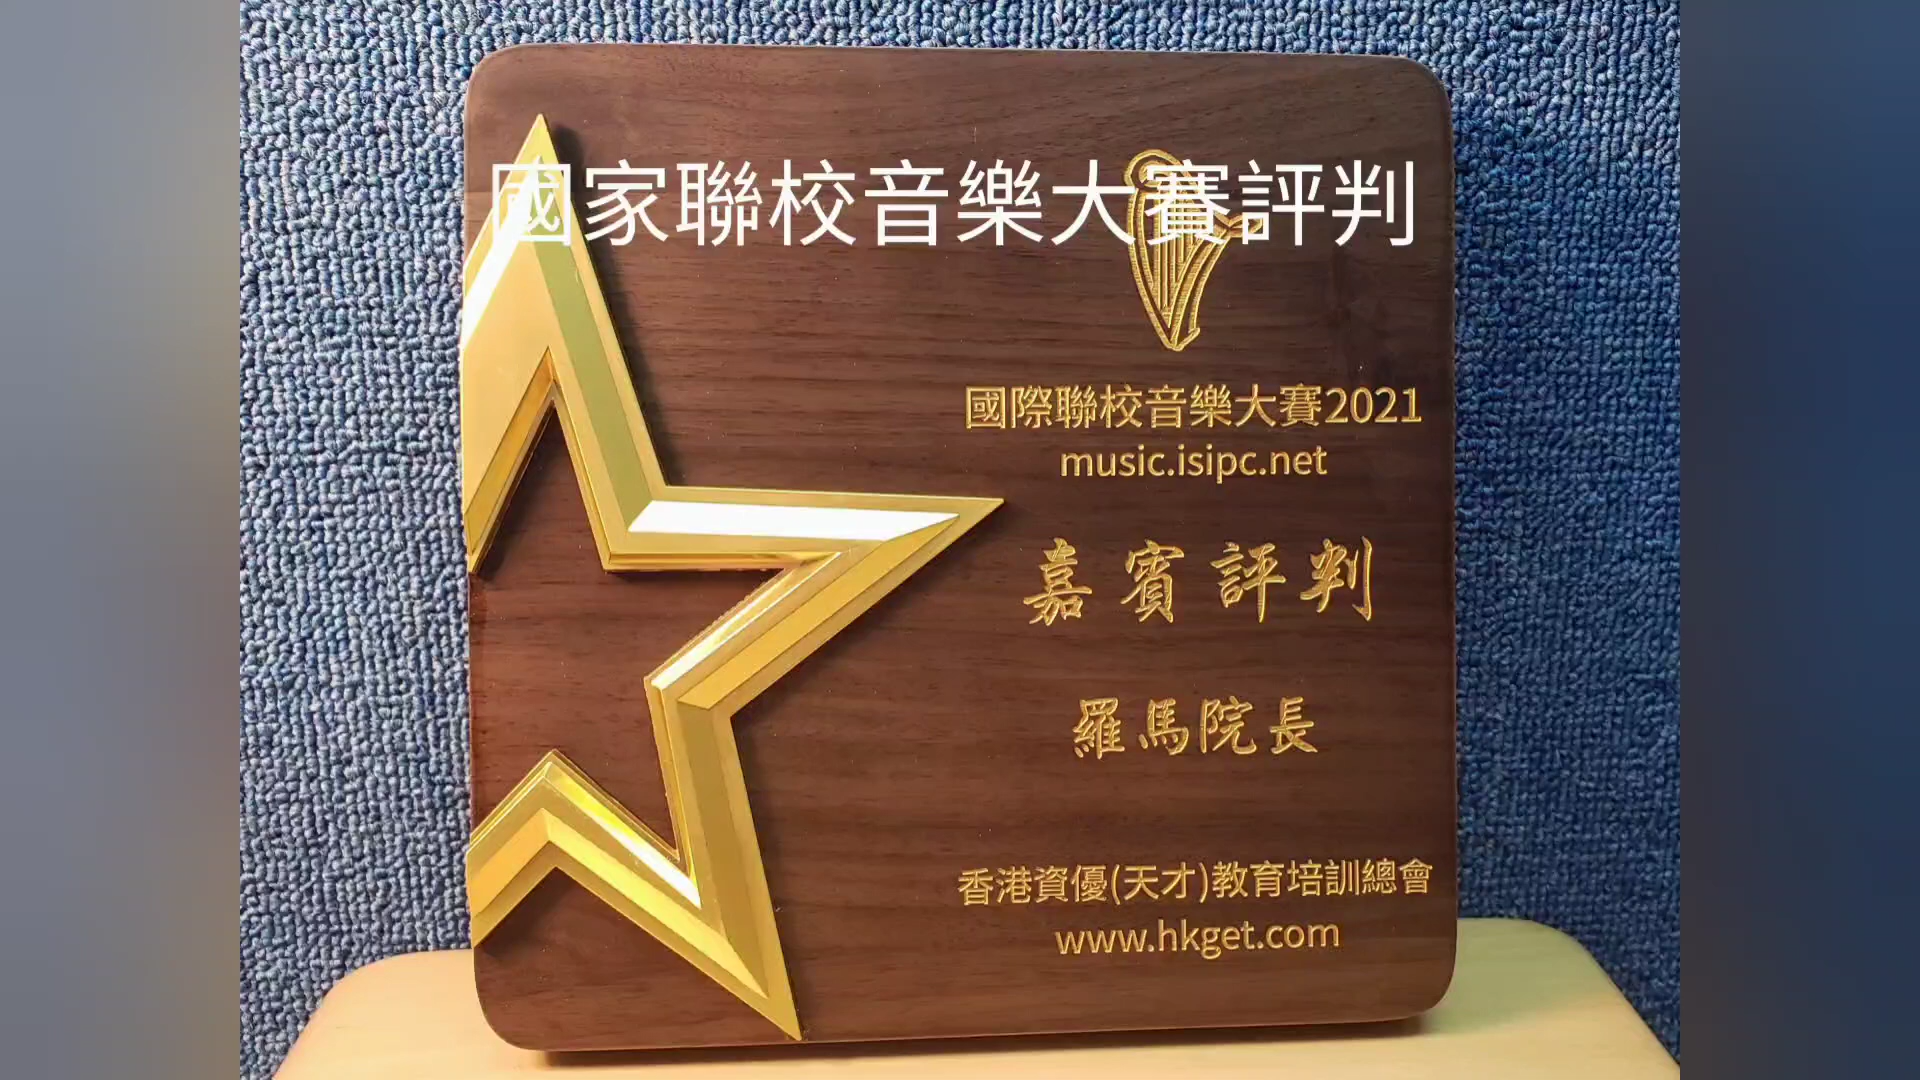 國家聯校音樂大賽評判
國際聯校音樂大賽2021
music.isipc.net
嘉賓評判
羅馬院長
香港資優(天才)教育培訓總會
www.hkget.com